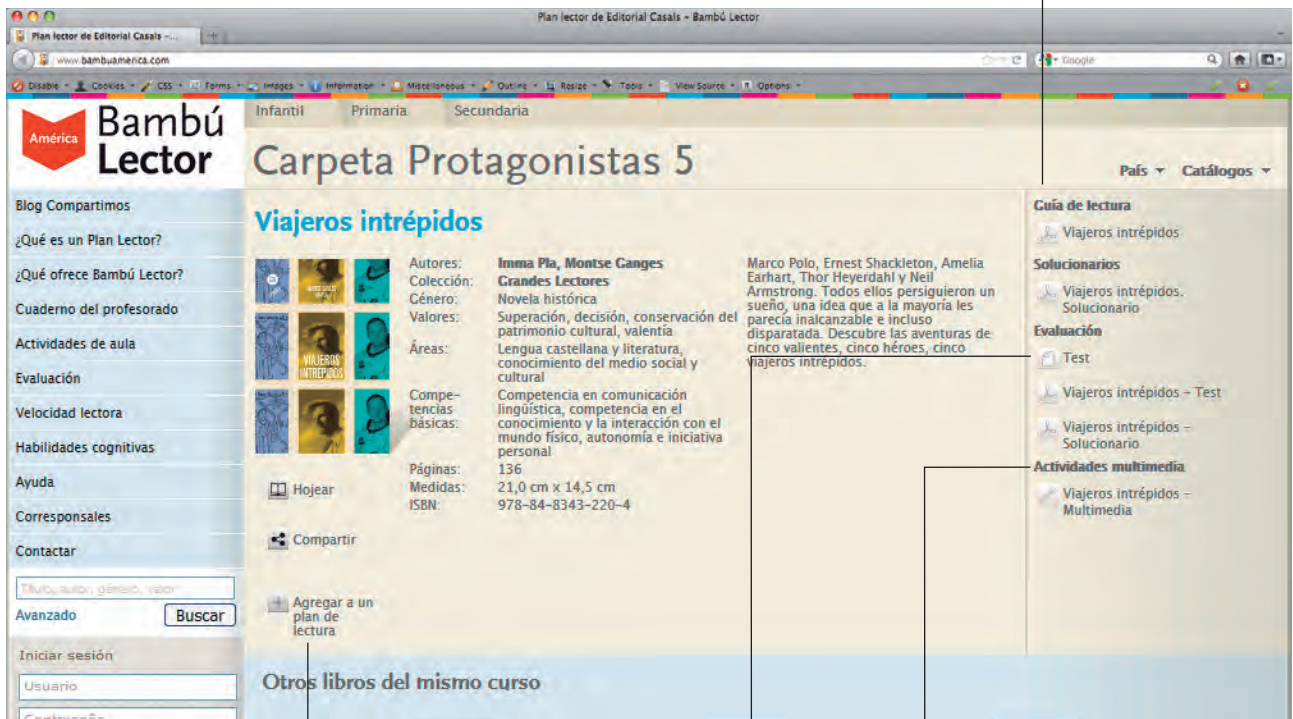 Plan lector de Editorial Casals – Bambú Lector
Plan lector de Editorial Casals –...
www.bambuamerica.com
Google
Disable
Cookies
CSS
Forms
Images
Information
Miscellaneous
Outline
Resize
Tools
View Source
Options
América
Bambú
Lector
Infantil
Primaria
Secundaria
Carpeta Protagonistas 5
País
Catálogos
Blog Compartimos
¿Qué es un Plan Lector?
¿Qué ofrece Bambú Lector?
Cuaderno del profesorado
Actividades de aula
Evaluación
Velocidad lectora
Habilidades cognitivas
Ayuda
Corresponsales
Contactar
Título, autor, género, valor
Avanzado
Buscar
Iniciar sesión
Usuario
Contraseña
Viajeros intrépidos
VIAJEROS
INTRÉPIDOS
Hojear
Compartir
Agregar a un
plan de
lectura
Autores: Imma Pla, Montse Ganges
Colección: Grandes Lectores
Género: Novela histórica
Valores: Superación, decisión, conservación del
patrimonio cultural, valentía
Áreas: Lengua castellana y literatura,
conocimiento del medio social y
cultural
Compe-
tencias
básicas:
Competencia en comunicación
lingüística, competencia en el
conocimiento y la interacción con el
mundo físico, autonomía e iniciativa
personal
Páginas: 136
Medidas: 21,0 cm x 14,5 cm
ISBN: 978-84-8343-220-4
Marco Polo, Ernest Shackleton, Amelia
Earhart, Thor Heyerdahl y Neil
Armstrong. Todos ellos persiguieron un
sueño, una idea que a la mayoría les
parecía inalcanzable e incluso
disparatada. Descubre las aventuras de
cinco valientes, cinco héroes, cinco
viajeros intrépidos.
Guía de lectura
Viajeros intrépidos
Solucionarios
Viajeros intrépidos.
Solucionario
Evaluación
Test
Viajeros intrépidos – Test
Viajeros intrépidos –
Solucionario
Actividades multimedia
Viajeros intrépidos –
Multimedia
Otros libros del mismo curso